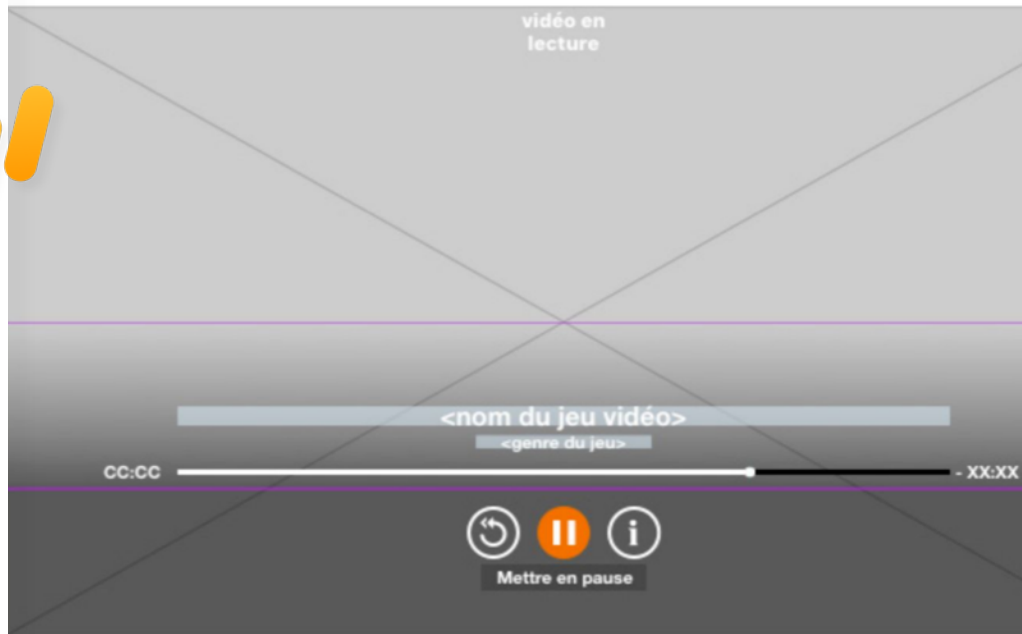 vidéo en
lecture
<nom du jeu vidéo>
<genre du jeu>
CC:CC - XX:XX
i
Mettre en pause